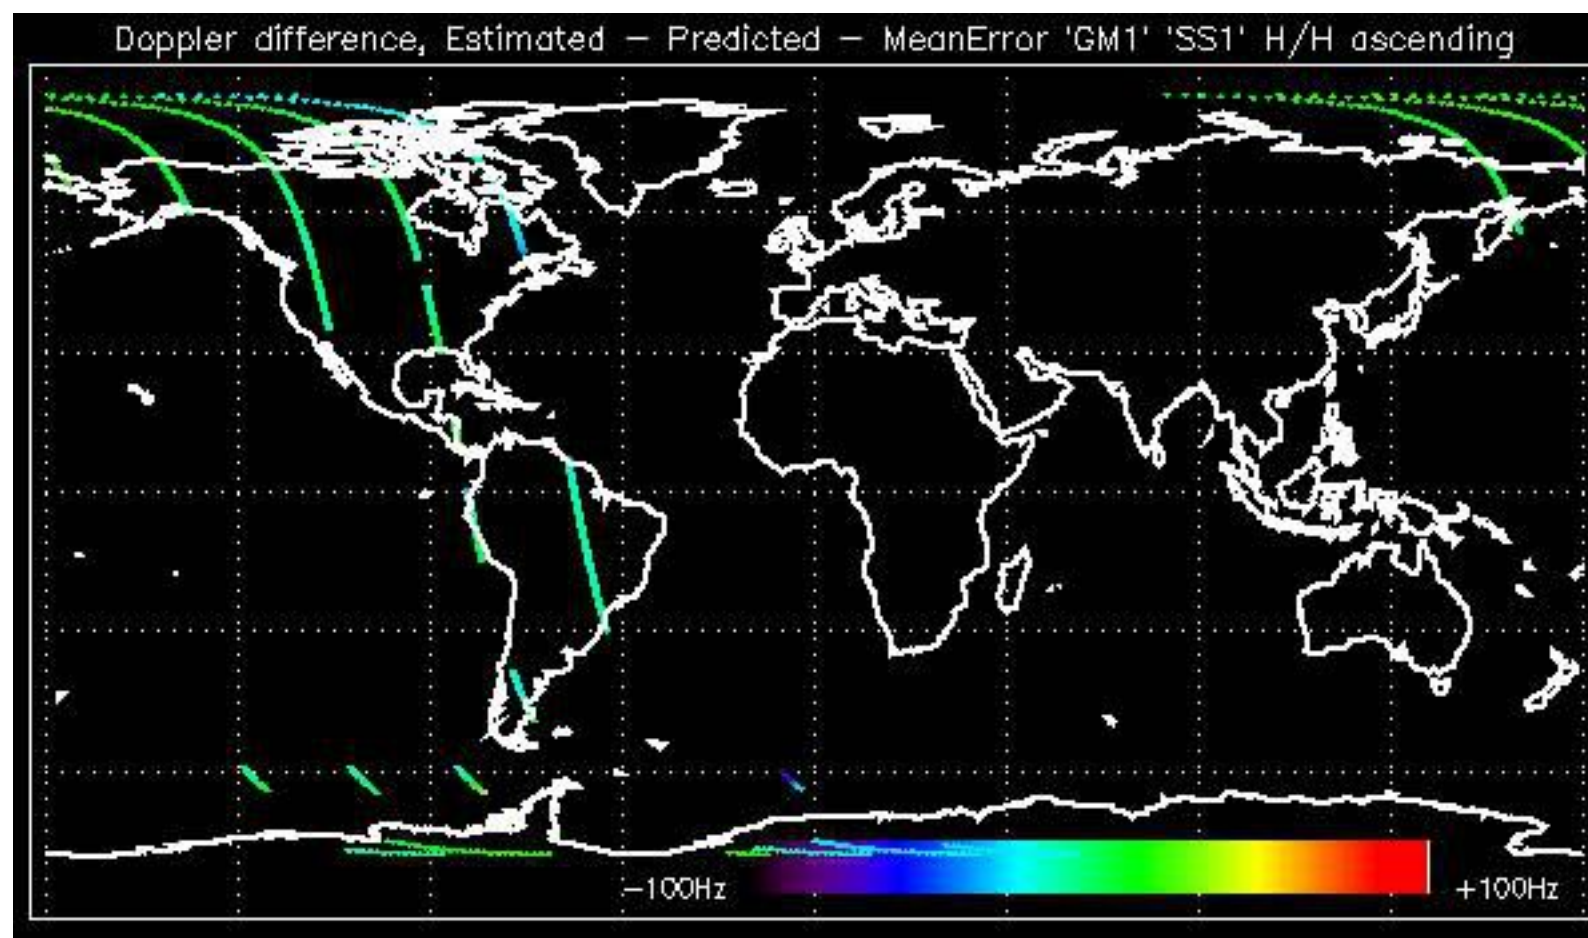 Doppler difference, Estimated — Predicted — MeanError 'GM1' 'SS1' H/H ascending
−100Hz
+100Hz